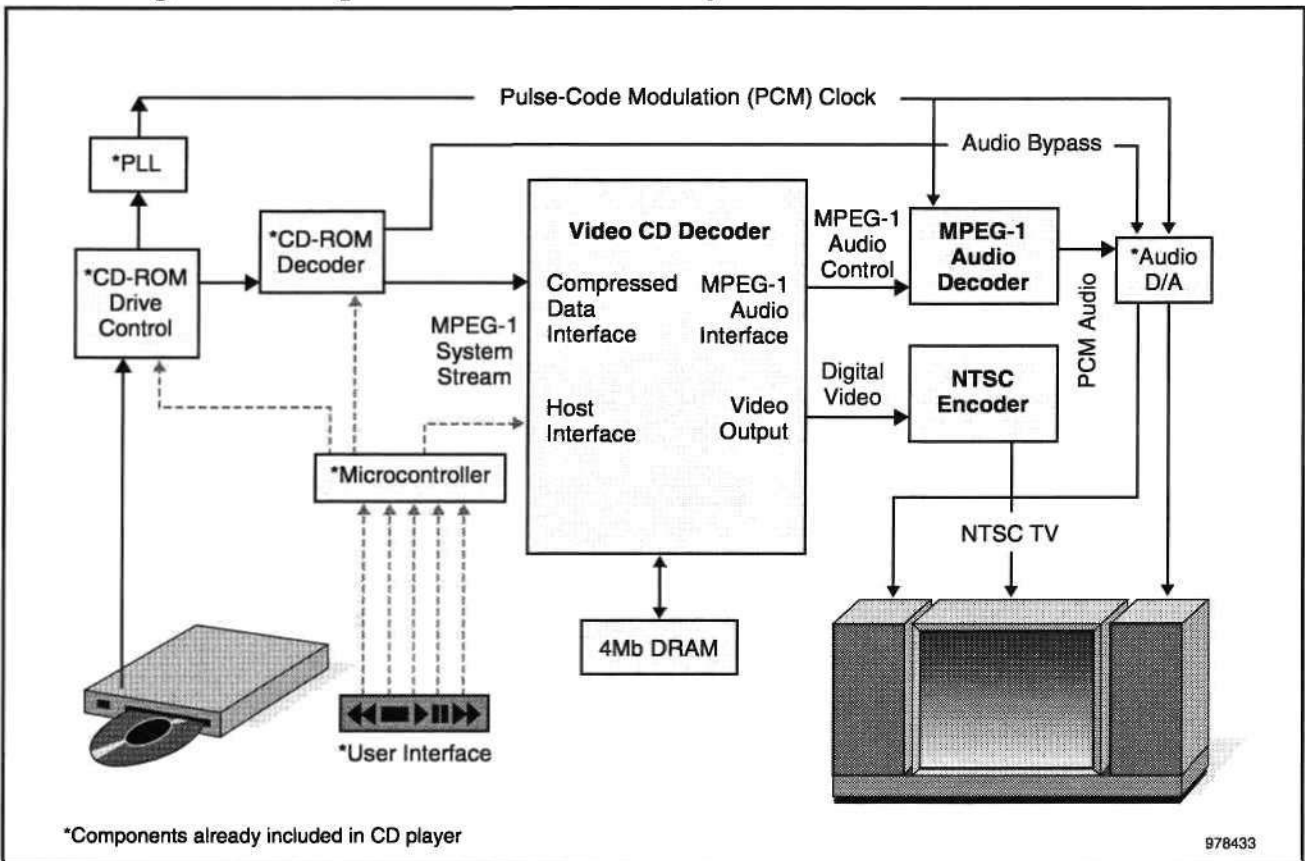 Pulse-Code Modulation (PCM) Clock
*PLL
Audio Bypass
*CD-ROM
Decoder
*CD-ROM
Drive
Control
MPEG-1
System
Stream
Video CD Decoder
Compressed
Data
Interface
MPEG-1
Audio
Interface
Host
Interface
Video
Output
MPEG-1
Audio
Control
MPEG-1
Audio
Decoder
*Audio
D/A
PCM Audio
Digital
Video
NTSC
Encoder
*Microcontroller
NTSC TV
4Mb DRAM
*User Interface
*Components already included in CD player
978433